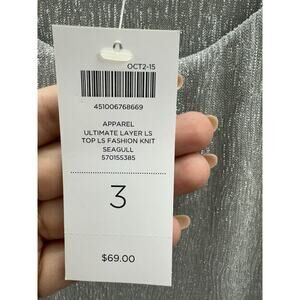 OCT2-15
451006768669
APPAREL
ULTIMATE LAYER LS
TOP LS FASHION KNIT
SEAGULL
570155385
3
$69.00